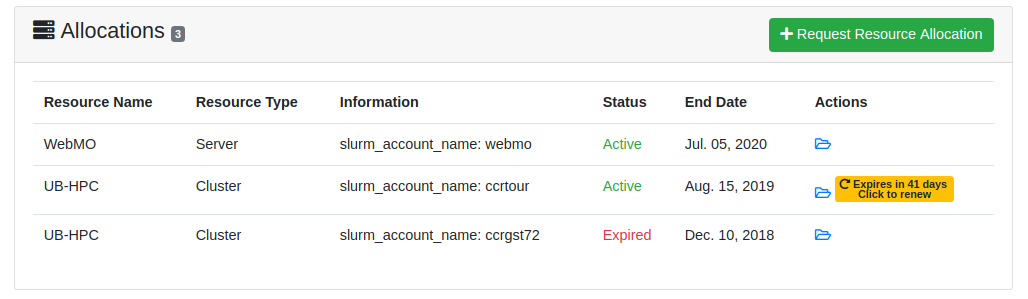 Allocations 3
Request Resource Allocation
Resource Name Resource Type Information Status End Date Actions
WebMO Server slurm_account_name: webmo Active Jul. 05, 2020
UB-HPC Cluster slurm_account_name: ccrtour Active Aug. 15, 2019 Expires in 41 days
Click to renew
UB-HPC Cluster slurm_account_name: ccrgst72 Expired Dec. 10, 2018